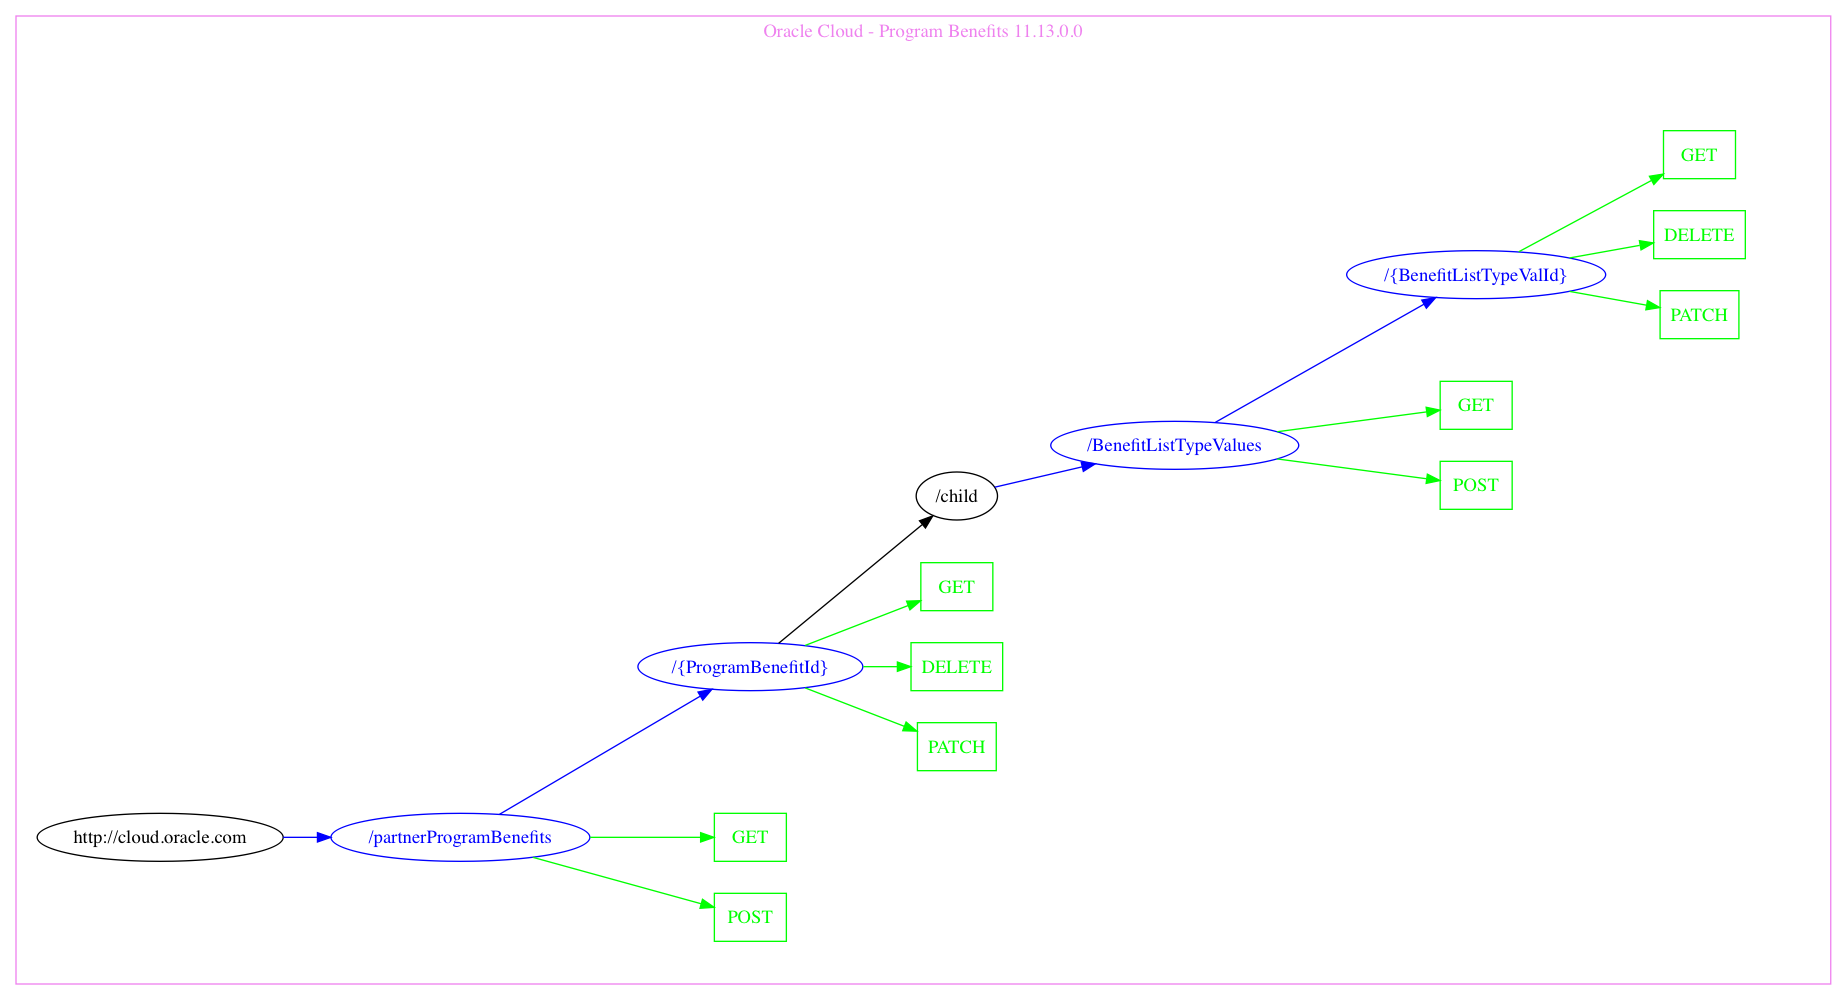 Oracle Cloud - Program Benefits 11.13.0.0
GET
DELETE
/{BenefitListTypeValId}
PATCH
GET
/BenefitListTypeValues
POST
/child
GET
/{ProgramBenefitId}
DELETE
PATCH
http://cloud.oracle.com
/partnerProgramBenefits
GET
POST